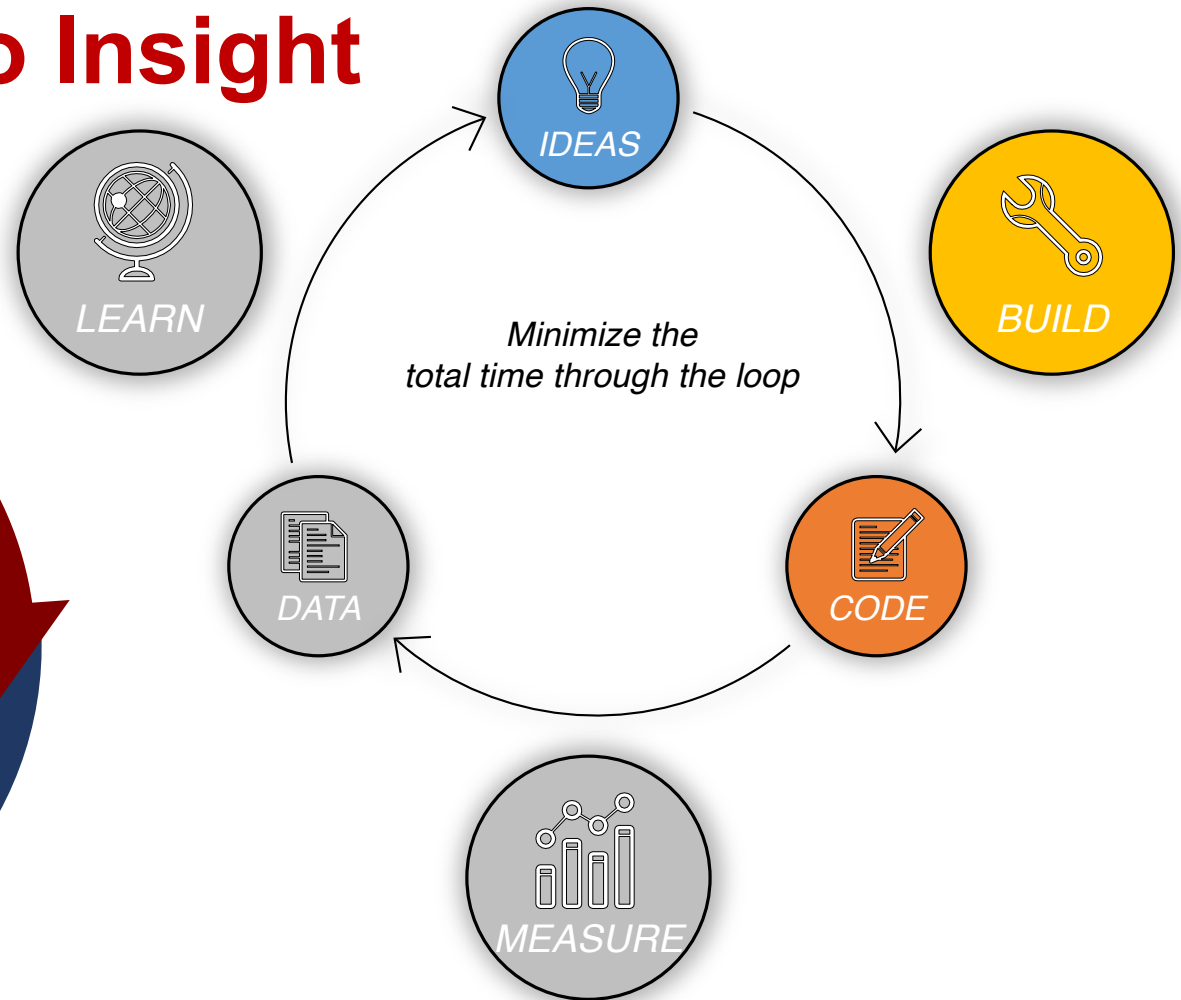 o Insight
IDEAS
LEARN
BUILD
Minimize the
total time through the loop
DATA
CODE
MEASURE